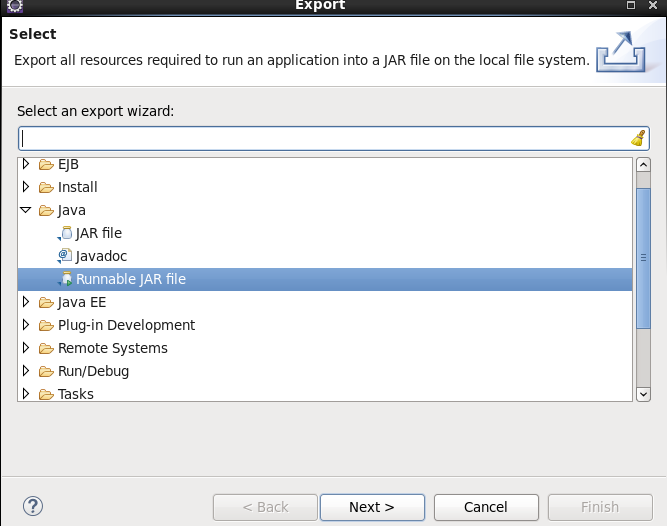 Export
Select
Export all resources required to run an application into a JAR file on the local file system.
Select an export wizard:
EJB
Install
Java
JAR file
Javadoc
Runnable JAR file
Java EE
Plug-in Development
Remote Systems
Run/Debug
Tasks
? < Back Next > Cancel Finish